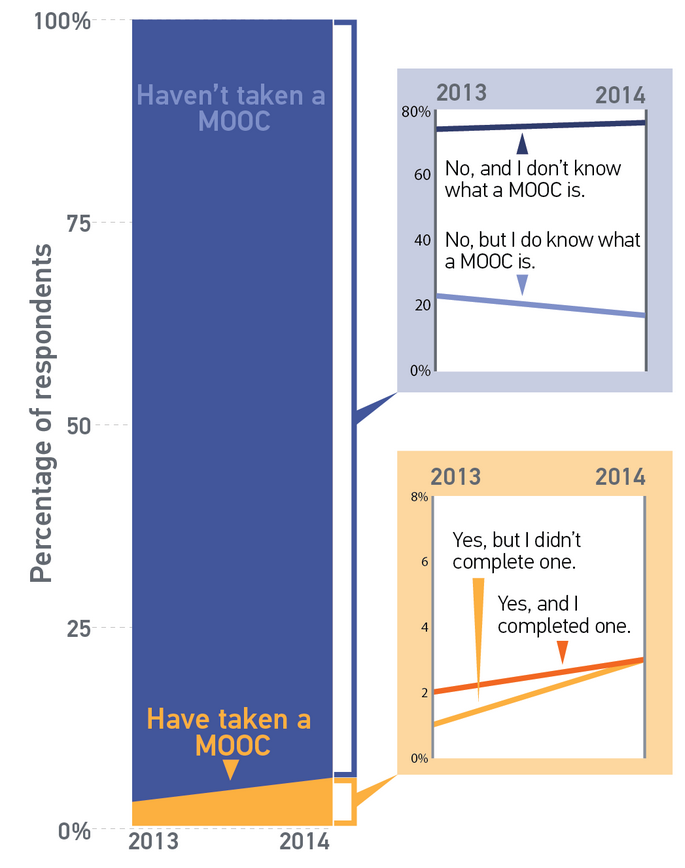 100%
Haven't taken a
MOOC
75
Percentage of respondents
50
25
Have taken a
MOOC
0%
2013
2014
2013
2014
80%
No, and I don't know
what a MOOC is.
60
40
No, but I do know what
a MOOC is.
20
0%
2013
2014
8%
Yes, but I didn't
complete one.
6
Yes, and I
completed one.
4
2
0%